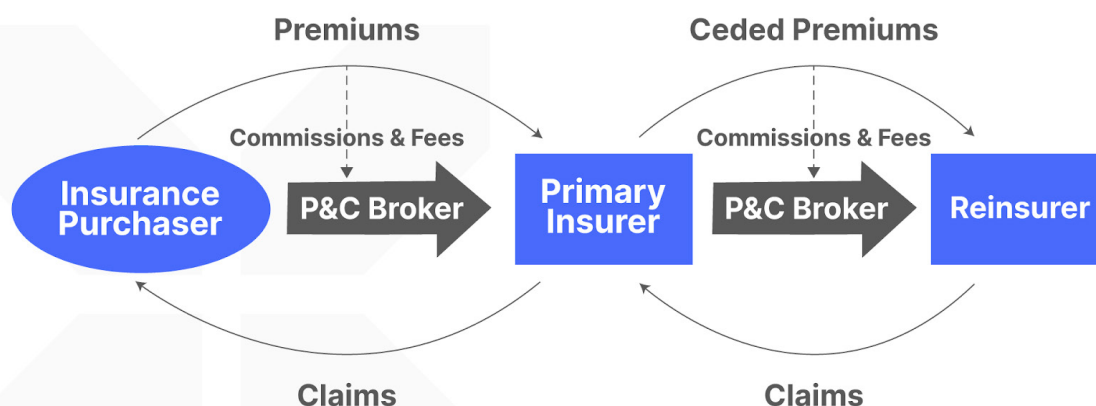 Premiums
Ceded Premiums
Commissions & Fees
Commissions & Fees
Insurance
Purchaser
P&C Broker
Primary
Insurer
P&C Broker
Reinsurer
Claims
Claims